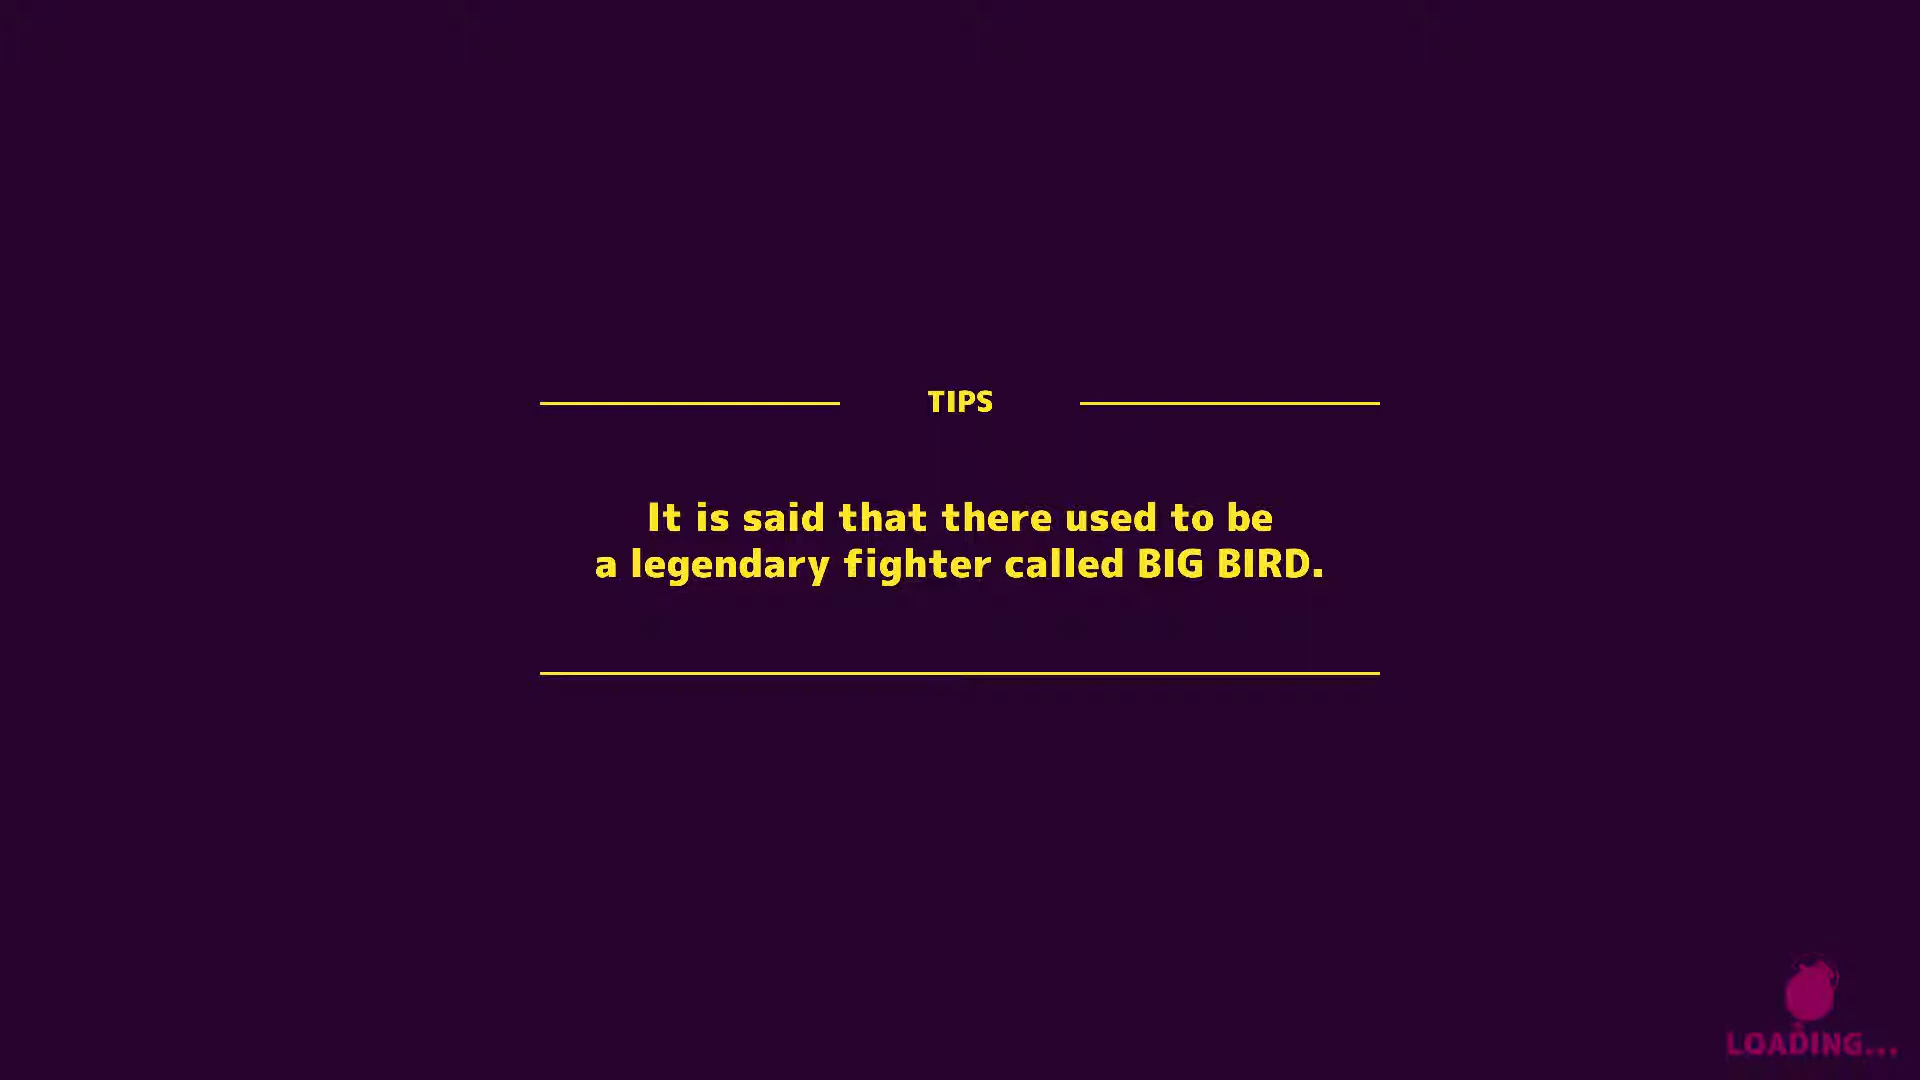 TIPS
It is said that there used to be
a legendary fighter called BIG BIRD.
LOADING...